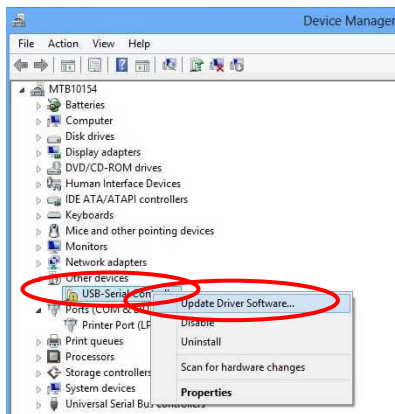 Device Manager
File Action View Help
MTB10154
Batteries
Computer
Disk drives
Display adapters
DVD/CD-ROM drives
Human Interface Devices
IDE ATA/ATAPI controllers
Keyboards
Mice and other pointing devices
Monitors
Network adapters
Other devices
USB-Serial Con
Update Driver Software...
Ports (COM &
Disable
Printer Port (LP
Uninstall
Print queues
Processors
Scan for hardware changes
Storage controllers
System devices
Properties
Universal Serial Bus controllers